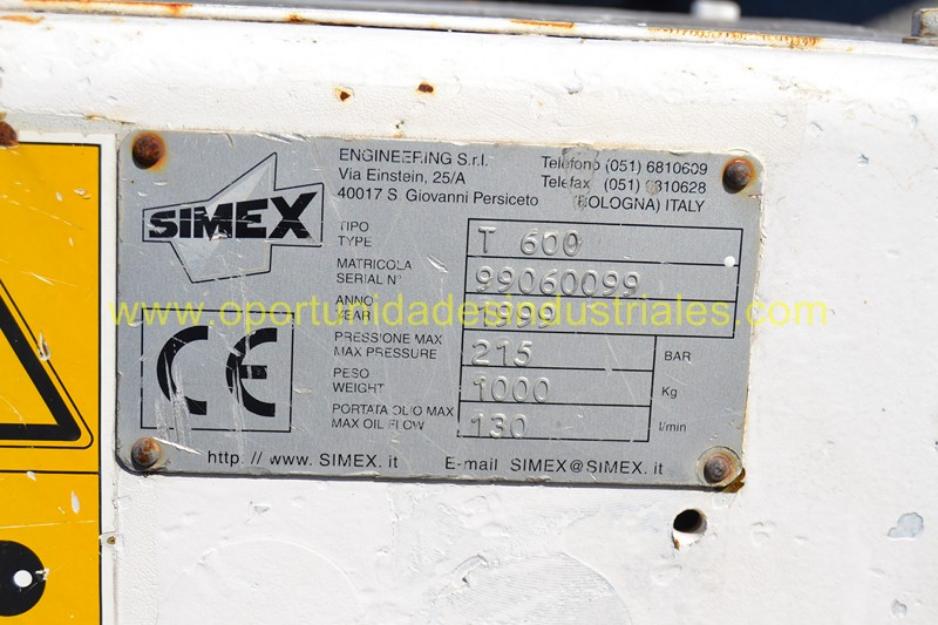 SIMEX
ENGINEERING S.r.l.
Via Einstein, 25/A
40017 S. Giovanni Persiceto
Telefono (051) 6810609
Telefax (051) 6810628
(BOLOGNA) ITALY
TIPO
TYPE T 600
MATRICOLA
SERIAL N° 99060099
www.oportunidadesindustriales.com
ANNO
YEAR 1999
PRESSIONE MAX
MAX PRESSURE 215 BAR
PESO
WEIGHT 1000 Kg
PORTATA OLIO MAX
MAX OIL FLOW 130 l/min
CE
http://www.SIMEX.it E-mail SIMEX@SIMEX.it